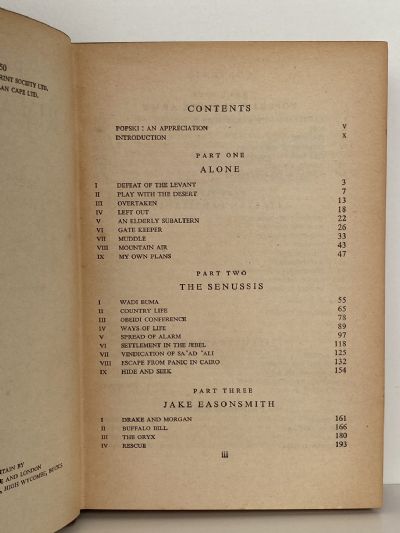 50
RINT SOCIETY LTD.
AN CAPE LTD.
CONTENTS
POPSKI : AN APPRECIATION V
INTRODUCTION X
PART ONE
ALONE
I DEFEAT OF THE LEVANT 3
II PLAY WITH THE DESERT 7
III OVERTAKEN 13
IV LEFT OUT 18
V AN ELDERLY SUBALTERN 22
VI GATE KEEPER 26
VII MUDDLE 33
VIII MOUNTAIN AIR 43
IX MY OWN PLANS 47
PART TWO
THE SENUSSIS
I WADI BUMA 55
II COUNTRY LIFE 65
III OBEIDI CONFERENCE 78
IV WAYS OF LIFE 89
V SPREAD OF ALARM 97
VI SETTLEMENT IN THE JEBEL 118
VII VINDICATION OF SA'AD 'ALI 125
VIII ESCAPE FROM PANIC IN CAIRO 132
IX HIDE AND SEEK 154
PART THREE
JAKE EASONSMITH
I DRAKE AND MORGAN 161
II BUFFALO BILL 166
III THE ORYX 180
IV RESCUE 193
iii
RITAIN BY
AND LONDON
HIGH WYCOMBE, BUCKS